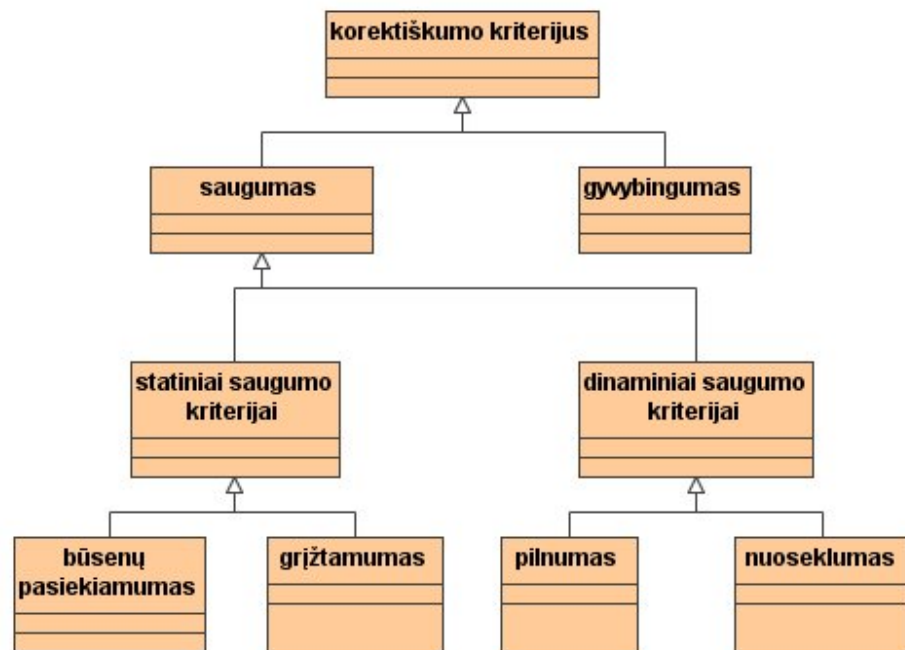 korektiškumo kriterijus
saugumas
gyvybingumas
statiniai saugumo
kriterijai
dinaminiai saugumo
kriterijai
būsenų
pasiekiamumas
grįžtamumas
pilnumas
nuoseklumas